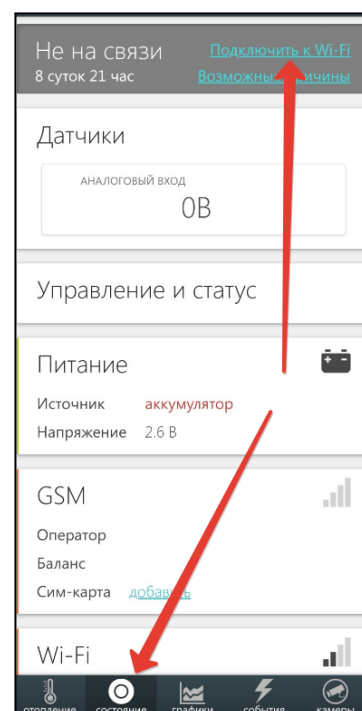 Не на связи
Подключить к Wi-Fi
8 суток 21 час
Возможные причины
Датчики
АНАЛОГОВЫЙ ВХОД
0В
Управление и статус
Питание
Источник аккумулятор
Напряжение 2.6 В
GSM
Оператор
Баланс
Сим-карта добавить
Wi-Fi
отопление состояние графики события камеры